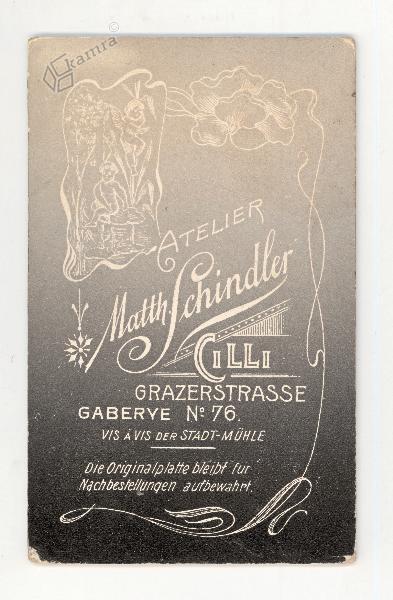 kamra
ATELIER
Matth Schindler
CILLI
GRAZERSTRASSE
GABERYE No 76.
VIS À VIS DER STADT-MÜHLE
Die Originalplatte bleibt für
Nachbestellungen aufbewahrt.